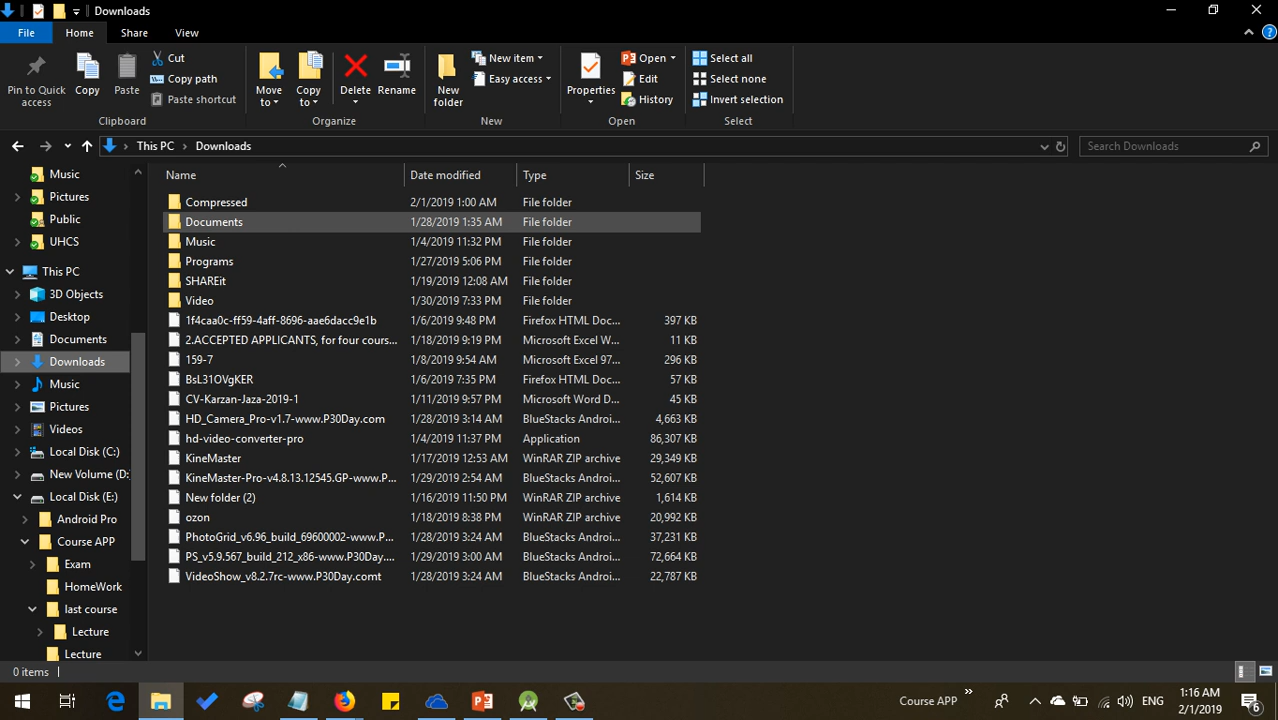 Downloads
File Home Share View
Pin to Quick access
Copy
Paste
Cut
Copy path
Paste shortcut
Clipboard
Move to
Copy to
Delete
Rename
Organize
New folder
New item
Easy access
New
Properties
Open
Edit
History
Open
Select all
Select none
Invert selection
Select
This PC Downloads
Search Downloads
Music
Pictures
Public
UHCS
This PC
3D Objects
Desktop
Documents
Downloads
Music
Pictures
Videos
Local Disk (C:)
New Volume (D:
Local Disk (E:)
Android Pro
Course APP
Exam
HomeWork
last course
Lecture
Lecture
Name Date modified Type Size
Compressed 2/1/2019 1:00 AM File folder
Documents 1/28/2019 1:35 AM File folder
Music 1/4/2019 11:32 PM File folder
Programs 1/27/2019 5:06 PM File folder
SHAREit 1/19/2019 12:08 AM File folder
Video 1/30/2019 7:33 PM File folder
1f4caa0c-ff59-4aff-8696-aae6dacc9e1b 1/6/2019 9:48 PM Firefox HTML Doc... 397 KB
2.ACCEPTED APPLICANTS, for four cours... 1/18/2019 9:19 PM Microsoft Excel W... 11 KB
159-7 1/8/2019 9:54 AM Microsoft Excel 97... 296 KB
BsL31OVgKER 1/6/2019 7:35 PM Firefox HTML Doc... 57 KB
CV-Karzan-Jaza-2019-1 1/11/2019 9:57 PM Microsoft Word D... 45 KB
HD_Camera_Pro-v1.7-www.P30Day.com 1/28/2019 3:14 AM BlueStacks Androi... 4,663 KB
hd-video-converter-pro 1/4/2019 11:37 PM Application 86,307 KB
KineMaster 1/17/2019 12:53 AM WinRAR ZIP archive 29,349 KB
KineMaster-Pro-v4.8.13.12545.GP-www.P... 1/29/2019 2:54 AM BlueStacks Androi... 52,607 KB
New folder (2) 1/16/2019 11:50 PM WinRAR ZIP archive 1,614 KB
ozon 1/18/2019 8:38 PM WinRAR ZIP archive 20,992 KB
PhotoGrid_v6.96_build_69600002-www.P... 1/28/2019 3:24 AM BlueStacks Androi... 37,231 KB
PS_v5.9.567_build_212_x86-www.P30Day.... 1/29/2019 3:00 AM BlueStacks Androi... 72,664 KB
VideoShow_v8.2.7rc-www.P30Day.comt 1/28/2019 3:24 AM BlueStacks Androi... 22,787 KB
0 items
Course APP
ENG
1:16 AM
2/1/2019
6